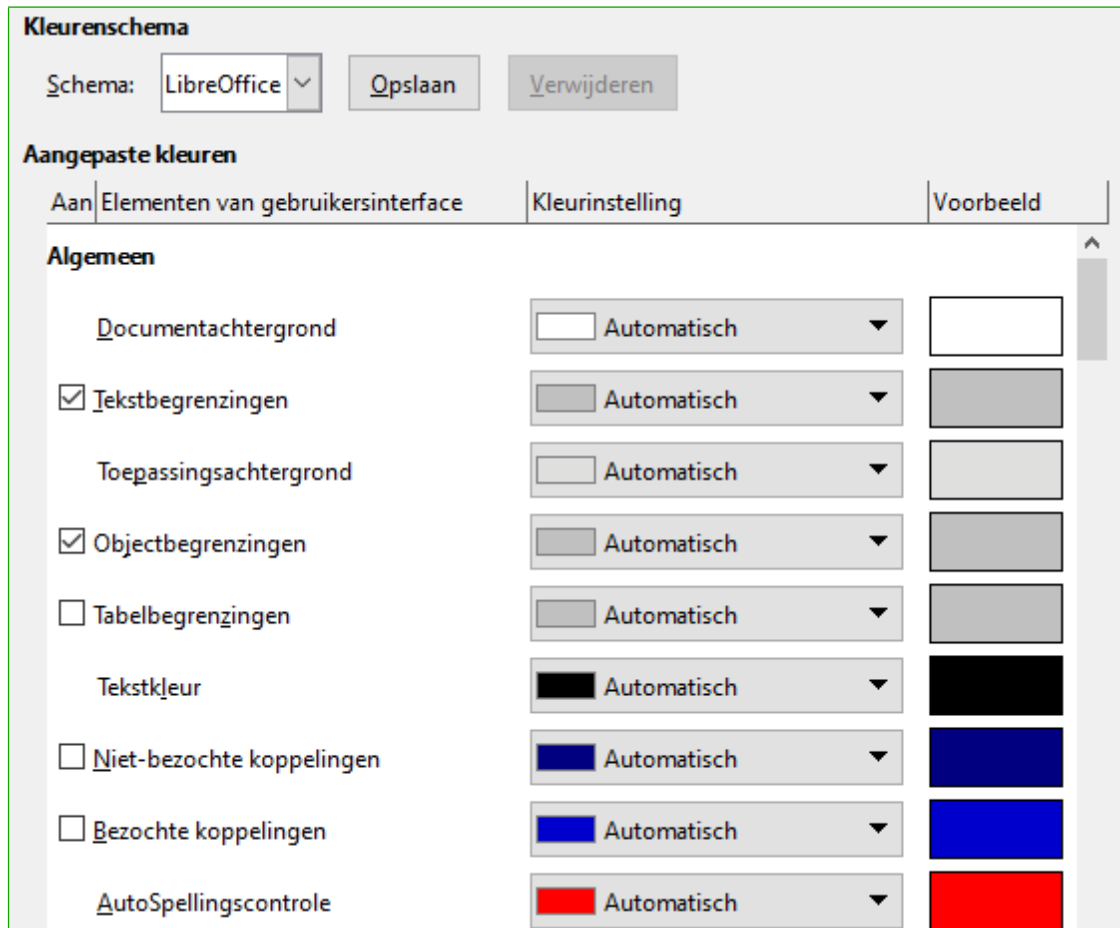 Kleurenschema
Schema: LibreOffice Opslaan Verwijderen
Aangepaste kleuren
Aan Elementen van gebruikersinterface Kleurinstelling Voorbeeld
Algemeen
Documentachtergrond Automatisch
Tekstbegrenzingen Automatisch
Toepassingsachtergrond Automatisch
Objectbegrenzingen Automatisch
Tabelbegrenzingen Automatisch
Tekstkleur Automatisch
Niet-bezochte koppelingen Automatisch
Bezochte koppelingen Automatisch
AutoSpellingscontrole Automatisch